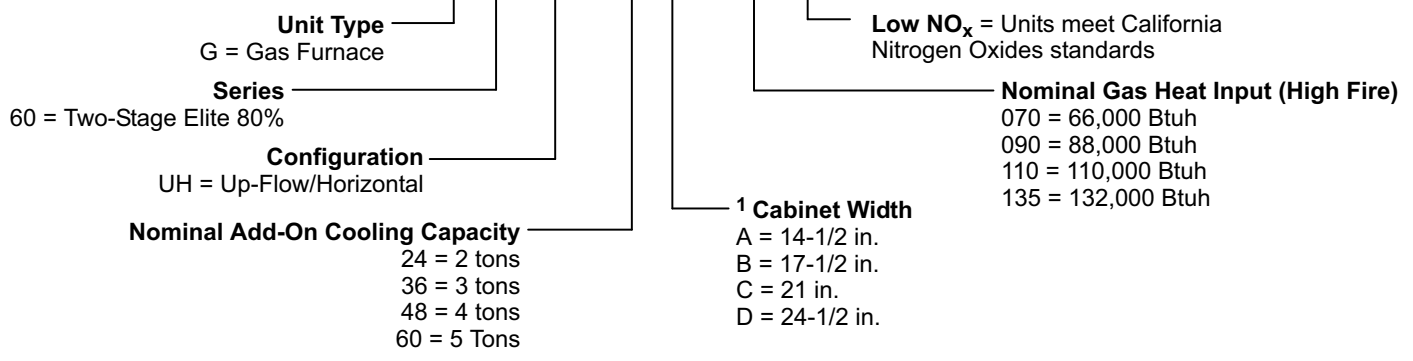 Unit Type
G = Gas Furnace
Series
60 = Two-Stage Elite 80%
Configuration
UH = Up-Flow/Horizontal
Nominal Add-On Cooling Capacity
24 = 2 tons
36 = 3 tons
48 = 4 tons
60 = 5 Tons
1 Cabinet Width
A = 14-1/2 in.
B = 17-1/2 in.
C = 21 in.
D = 24-1/2 in.
Low NOx = Units meet California
Nitrogen Oxides standards
Nominal Gas Heat Input (High Fire)
070 = 66,000 Btuh
090 = 88,000 Btuh
110 = 110,000 Btuh
135 = 132,000 Btuh